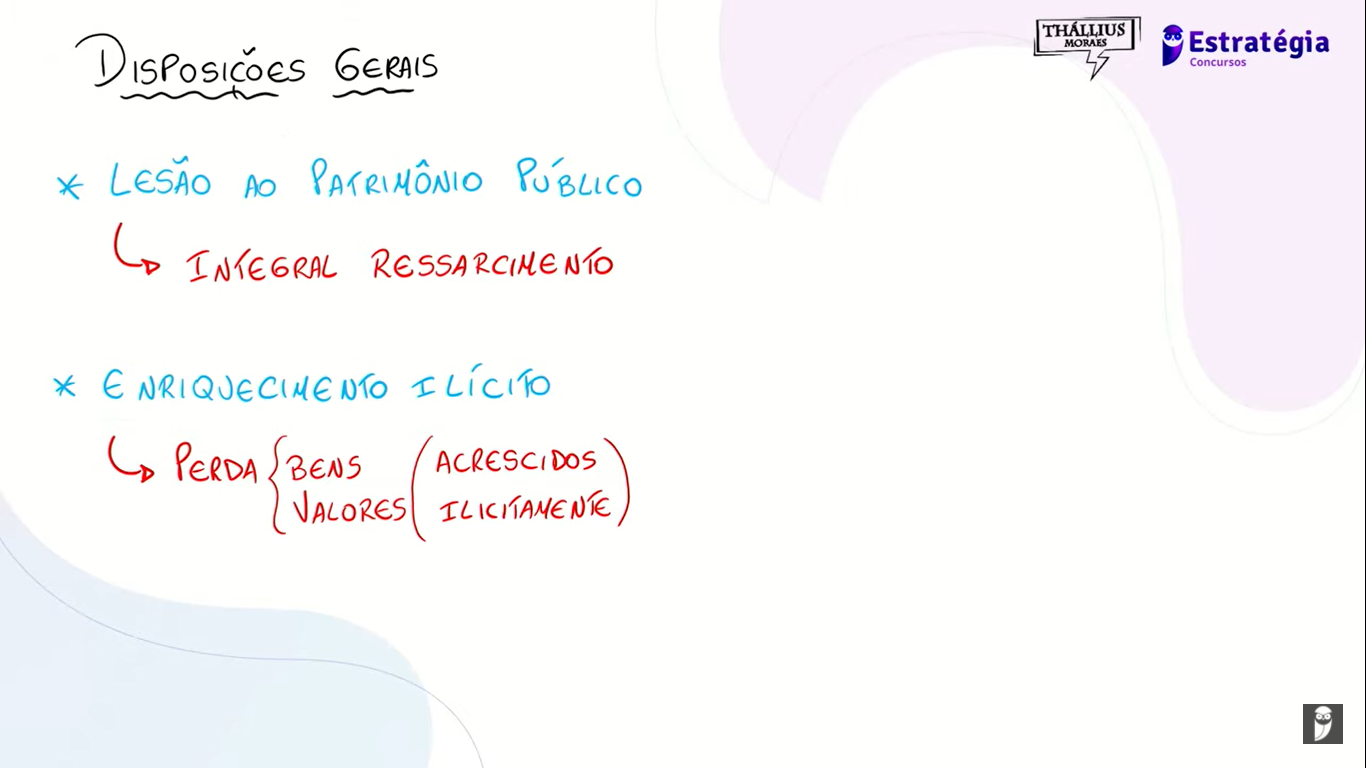 DISPOSIÇÕES GERAIS
THÁLLIUS
MORAES
Estratégia
Concursos
* LESÃO AO PATRIMÔNIO PÚBLICO
INTEGRAL RESSARCIMENTO
* ENRIQUECIMENTO ILÍCITO
PERDA { BENS (ACRESCIDOS
VALORES ILICITAMENTE)